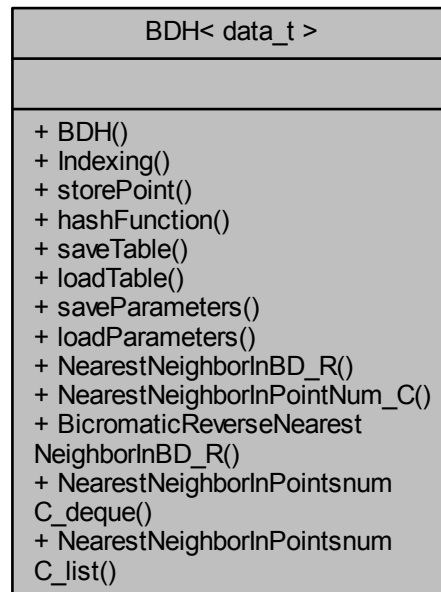 BDH< data_t >
+ BDH()
+ Indexing()
+ storePoint()
+ hashFunction()
+ saveTable()
+ loadTable()
+ saveParameters()
+ loadParameters()
+ NearestNeighborInBD_R()
+ NearestNeighborInPointNum_C()
+ BicromaticReverseNearest
NeighborInBD_R()
+ NearestNeighborInPointsnum
C_deque()
+ NearestNeighborInPointsnum
C_list()